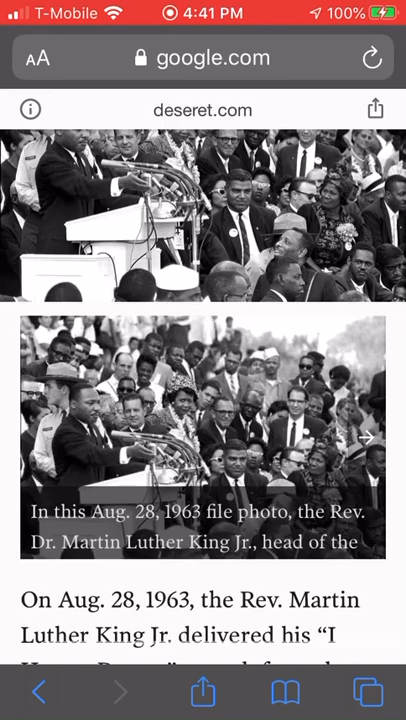 T-Mobile 4:41 PM 100%
AA google.com
deseret.com
In this Aug. 28, 1963 file photo, the Rev.
Dr. Martin Luther King Jr., head of the
On Aug. 28, 1963, the Rev. Martin
Luther King Jr. delivered his “I